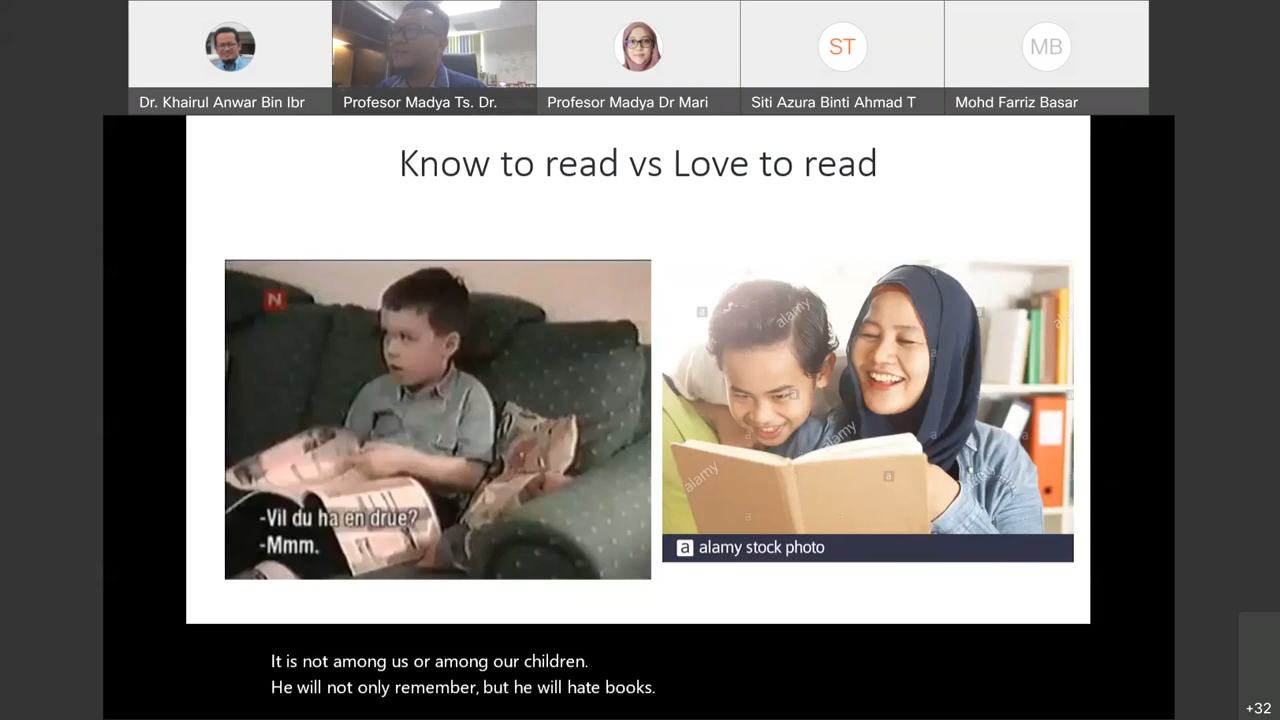 ST
MB
Dr. Khairul Anwar Bin Ibr
Profesor Madya Ts. Dr.
Profesor Madya Dr Mari
Siti Azura Binti Ahmad T
Mohd Farriz Basar
Know to read vs Love to read
N
-Vil du ha en drue?
-Mmm.
alamy
alamy
alamy
a alamy stock photo
It is not among us or among our children.
He will not only remember, but he will hate books.
+32